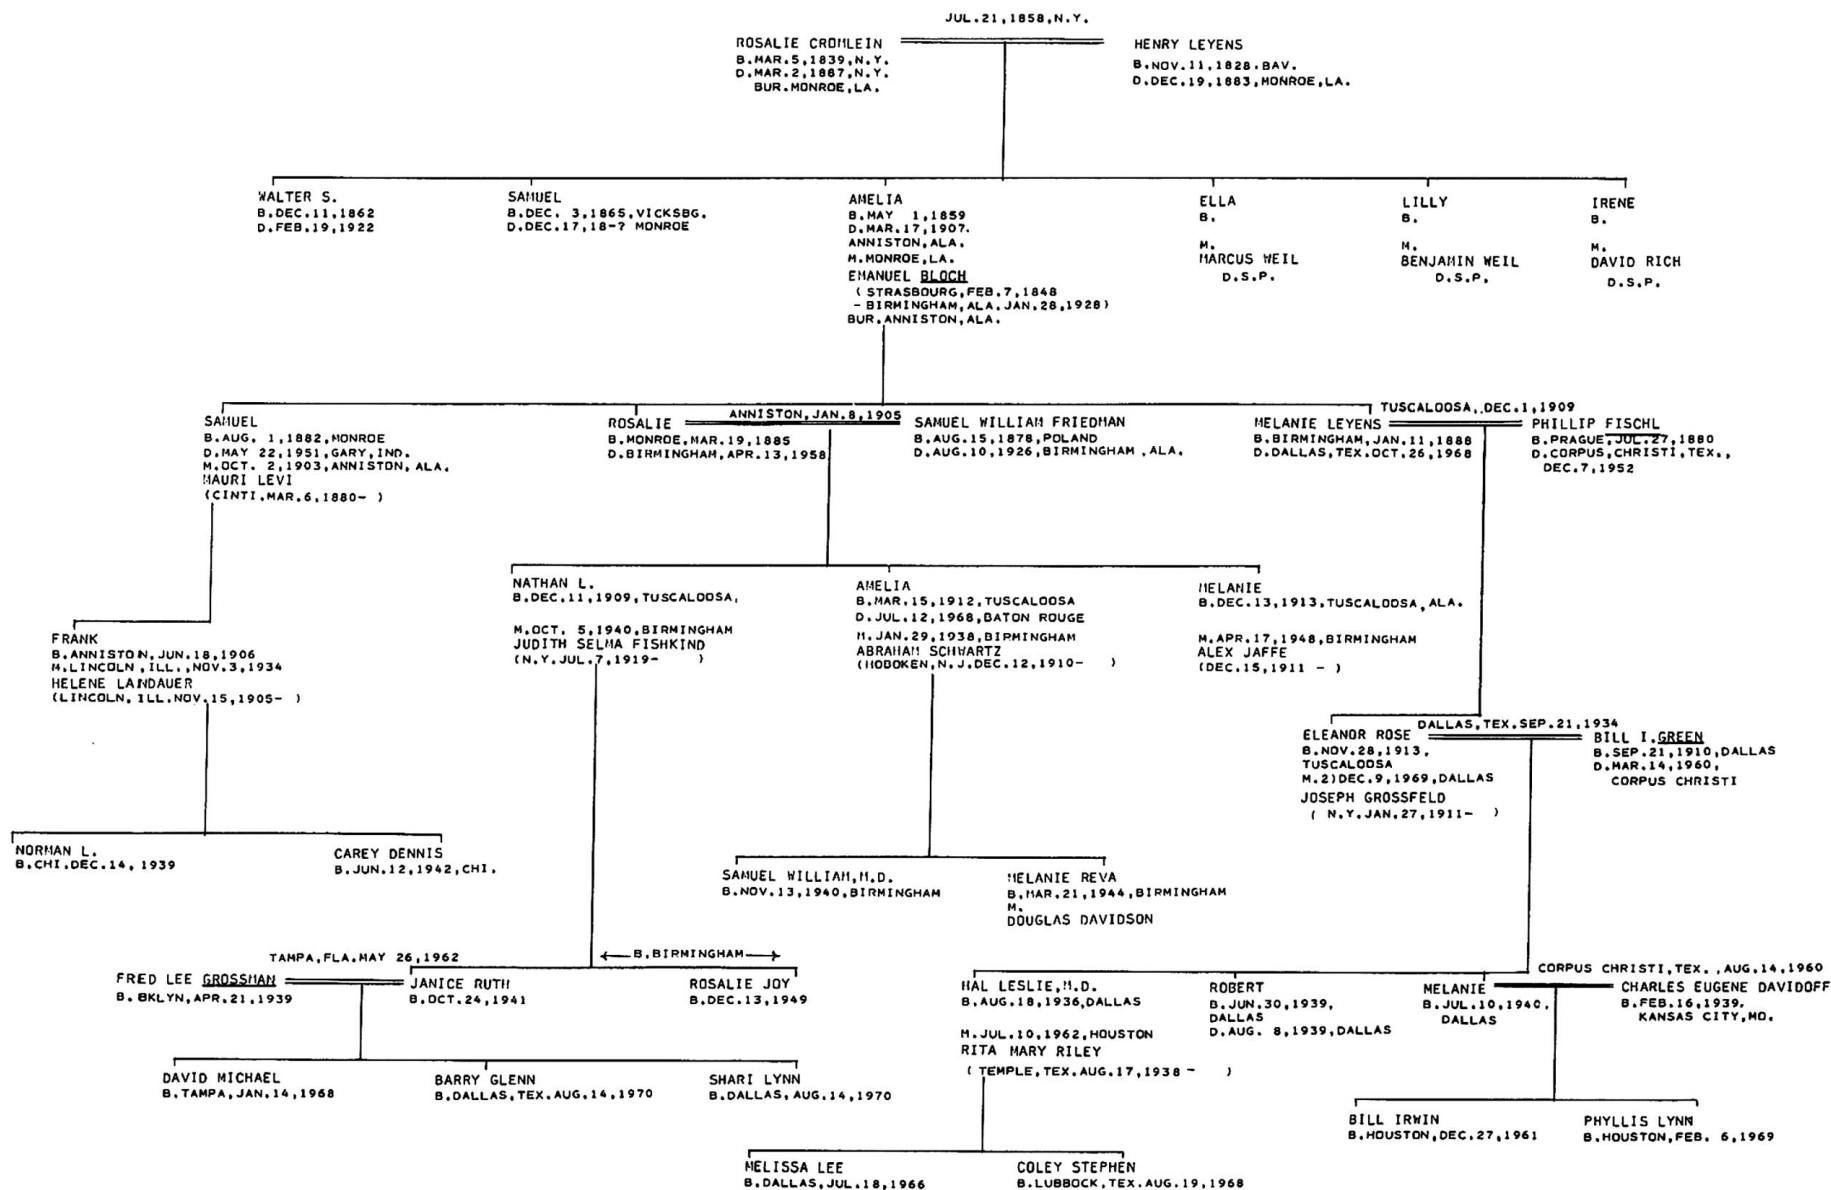 JUL.21,1858,N.Y.
ROSALIE CROMLEIN
B.MAR.5,1839,N.Y.
D.MAR.2,1887,N.Y.
BUR.MONROE,LA.
HENRY LEYENS
B.NOV.11,1828.BAV.
D.DEC.19,1883,MONROE,LA.
WALTER S.
B.DEC.11,1862
D.FEB.19,1922
SAMUEL
B.DEC. 3,1865,VICKSBG.
D.DEC.17,18-? MONROE
AMELIA
B.MAY 1,1859
D.MAR.17,1907.
ANNISTON,ALA.
M.MONROE,LA.
EMANUEL BLOCH
( STRASBOURG,FEB.7,1848
- BIRMINGHAM,ALA.JAN.28,1928)
BUR.ANNISTON,ALA.
ELLA
B.
M.
MARCUS WEIL
D.S.P.
LILLY
B.
M.
BENJAMIN WEIL
D.S.P.
IRENE
B.
M.
DAVID RICH
D.S.P.
SAMUEL
B.AUG. 1,1882,MONROE
D.MAY 22,1951,GARY,IND.
M.OCT. 2,1903,ANNISTON,ALA.
MAURI LEVI
(CINTI.MAR.6,1880- )
ANNISTON,JAN.8,1905
ROSALIE
B.MONROE,MAR.19,1885
D.BIRMINGHAM,APR.13,1958
SAMUEL WILLIAM FRIEDMAN
B.AUG.15,1878,POLAND
D.AUG.10,1926,BIRMINGHAM,ALA.
TUSCALOOSA,.DEC.1,1909
MELANIE LEYENS
B.BIRMINGHAM,JAN.11,1888
D.DALLAS,TEX.OCT.26,1968
PHILLIP FISCHL
B.PRAGUE,JUL.27,1880
D.CORPUS,CHRISTI,TEX.,
DEC.7,1952
NATHAN L.
B.DEC.11,1909,TUSCALOOSA,
M.OCT. 5,1940,BIRMINGHAM
JUDITH SELMA FISHKIND
(N.Y.JUL.7,1919- )
AMELIA
B.MAR.15,1912,TUSCALOOSA
D.JUL.12,1968,BATON ROUGE
M.JAN.29,1938,BIRMINGHAM
ABRAHAM SCHWARTZ
(HOBOKEN,N.J.DEC.12,1910- )
MELANIE
B.DEC.13,1913,TUSCALOOSA,ALA.
M.APR.17,1948,BIRMINGHAM
ALEX JAFFE
(DEC.15,1911 - )
FRANK
B.ANNISTON,JUN.18,1906
M.LINCOLN,ILL.,NOV.3,1934
HELENE LANDAUER
(LINCOLN,ILL.NOV.15,1905- )
DALLAS,TEX.SEP.21,1934
ELEANOR ROSE
B.NOV.28,1913,
TUSCALOOSA
M.2)DEC.9,1969,DALLAS
JOSEPH GROSSFELD
( N.Y.JAN.27,1911- )
BILL I.GREEN
B.SEP.21,1910,DALLAS
D.MAR.14,1960,
CORPUS CHRISTI
NORMAN L.
B.CHI.DEC.14,1939
CAREY DENNIS
B.JUN.12,1942,CHI.
SAMUEL WILLIAM,M.D.
B.NOV.13,1940,BIRMINGHAM
MELANIE REVA
B.MAR.21,1944,BIRMINGHAM
M.
DOUGLAS DAVIDSON
TAMPA,FLA.MAY 26,1962
FRED LEE GROSSMAN
B.BKLYN,APR.21,1939
B.BIRMINGHAM
JANICE RUTH
B.OCT.24,1941
ROSALIE JOY
B.DEC.13,1949
HAL LESLIE,M.D.
B.AUG.18,1936,DALLAS
M.JUL.10,1962,HOUSTON
RITA MARY RILEY
( TEMPLE,TEX.AUG.17,1938 - )
ROBERT
B.JUN.30,1939,
DALLAS
D.AUG. 8,1939,DALLAS
CORPUS CHRISTI,TEX.,AUG.14,1960
MELANIE
B.JUL.10,1940,
DALLAS
CHARLES EUGENE DAVIDOFF
B.FEB.16,1939.
KANSAS CITY,MO.
DAVID MICHAEL
B.TAMPA,JAN.14,1968
BARRY GLENN
B.DALLAS,TEX.AUG.14,1970
SHARI LYNN
B.DALLAS,AUG.14,1970
BILL IRWIN
B.HOUSTON,DEC.27,1961
PHYLLIS LYNN
B.HOUSTON,FEB. 6,1969
MELISSA LEE
B.DALLAS,JUL.18,1966
COLEY STEPHEN
B.LUBBOCK,TEX.AUG.19,1968